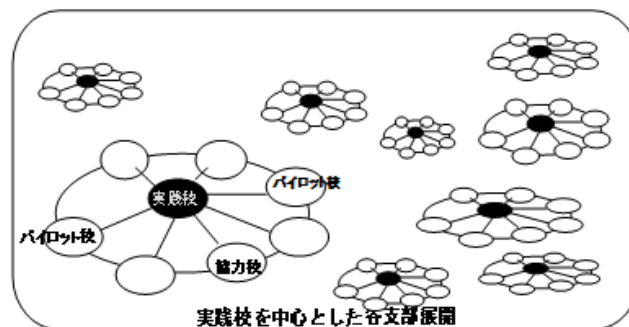 パイロット校
実践校
パイロット校
協力校
実践校を中心とした各支部展開